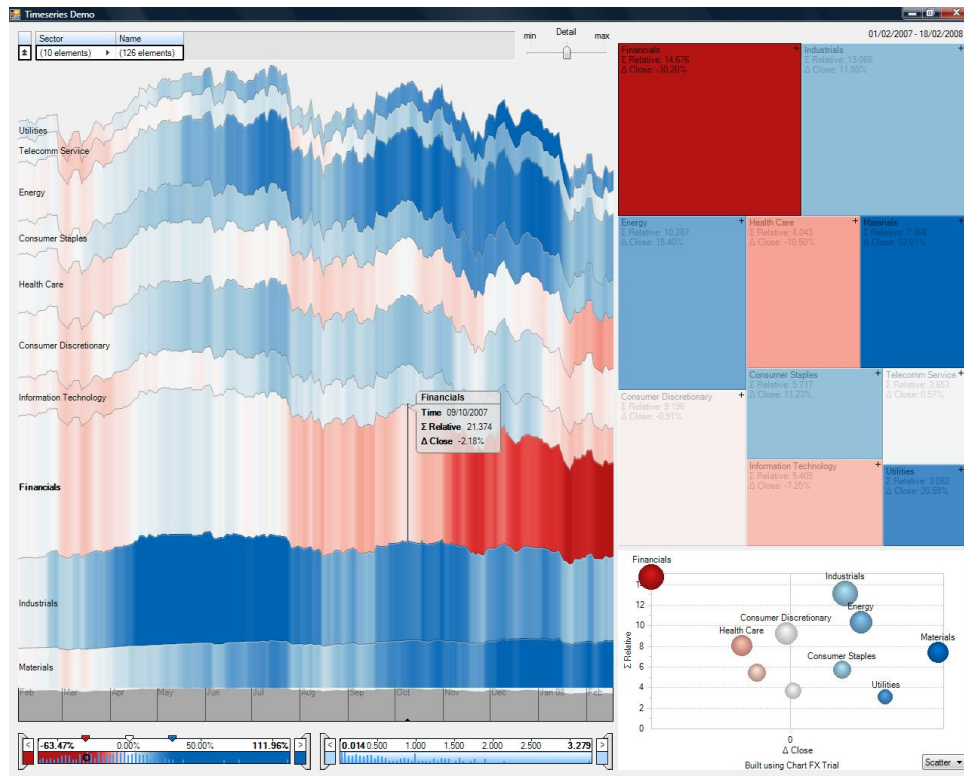 Timeseries Demo
Sector Name
(10 elements) (126 elements)
min Detail max
01/02/2007 - 18/02/2008
Utilities
Telecomm Service
Energy
Consumer Staples
Health Care
Consumer Discretionary
Information Technology
Financials
Industrials
Materials
Financials
Time 09/10/2007
Σ Relative 21.374
Δ Close -2.18%
Feb Mar Apr May Jun Jul Aug Sep Oct Nov Dec Jan 08 Feb
-63.47% 0.00% 50.00% 111.96%
0.014 0.500 1.000 1.500 2.000 2.500 3.279
Financials
Σ Relative: 14.676
Δ Close: -30.20%
Industrials
Σ Relative: 13.066
Δ Close: 11.90%
Energy
Σ Relative: 10.287
Δ Close: 15.40%
Health Care
Σ Relative: 8.043
Δ Close: -10.50%
Materials
Σ Relative: 7.368
Δ Close: 32.01%
Consumer Discretionary
Σ Relative: 9.196
Δ Close: -0.91%
Consumer Staples
Σ Relative: 5.717
Δ Close: 11.23%
Telecomm Service
Σ Relative: 3.653
Δ Close: 0.57%
Information Technology
Σ Relative: 5.405
Δ Close: -7.25%
Utilities
Σ Relative: 3.082
Δ Close: 20.59%
Financials
Industrials
Energy
Consumer Discretionary
Health Care
Materials
Consumer Staples
Utilities
Σ Relative
12
10
8
6
4
2
0
0
Δ Close
Built using Chart FX Trial
Scatter